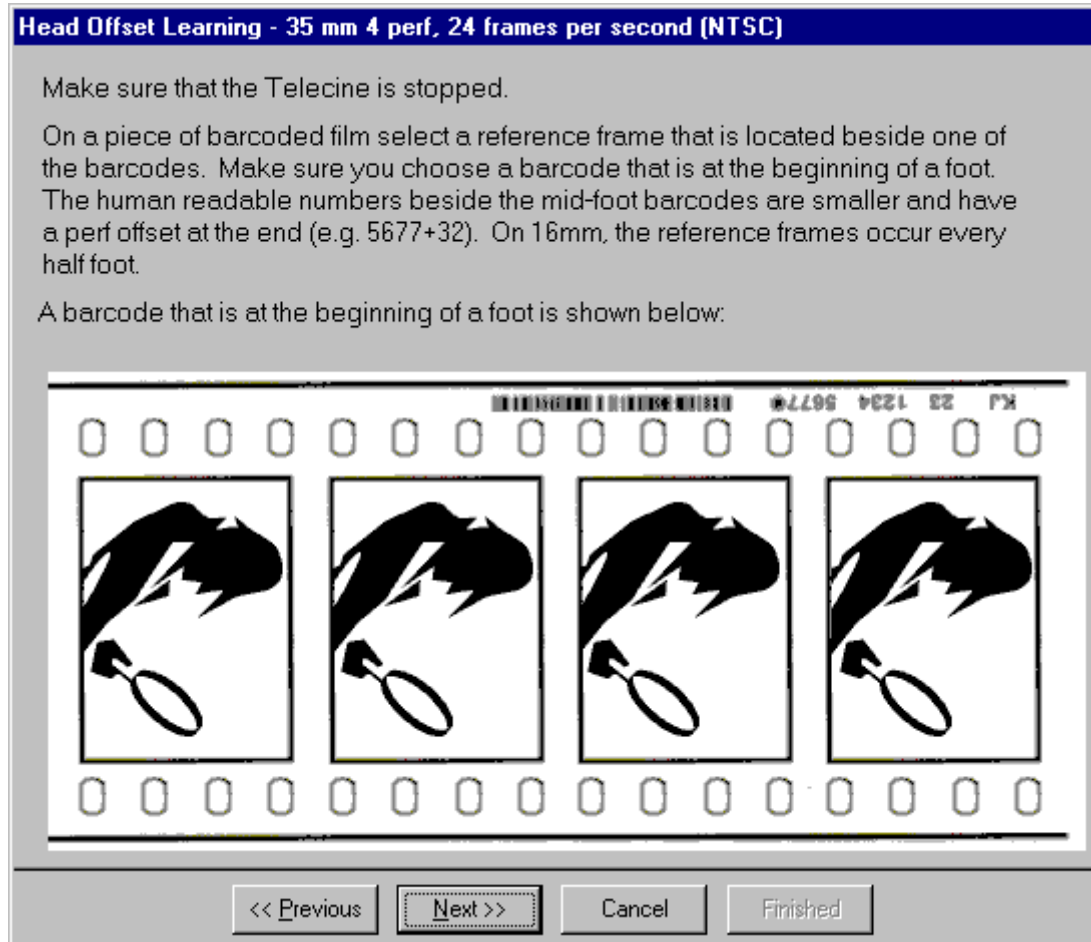 Head Offset Learning - 35 mm 4 perf, 24 frames per second (NTSC)
Make sure that the Telecine is stopped.
On a piece of barcoded film select a reference frame that is located beside one of
the barcodes. Make sure you choose a barcode that is at the beginning of a foot.
The human readable numbers beside the mid-foot barcodes are smaller and have
a perf offset at the end (e.g. 5677+32). On 16mm, the reference frames occur every
half foot.
A barcode that is at the beginning of a foot is shown below:
KJ 23 1234 5677●
<< Previous Next >> Cancel Finished